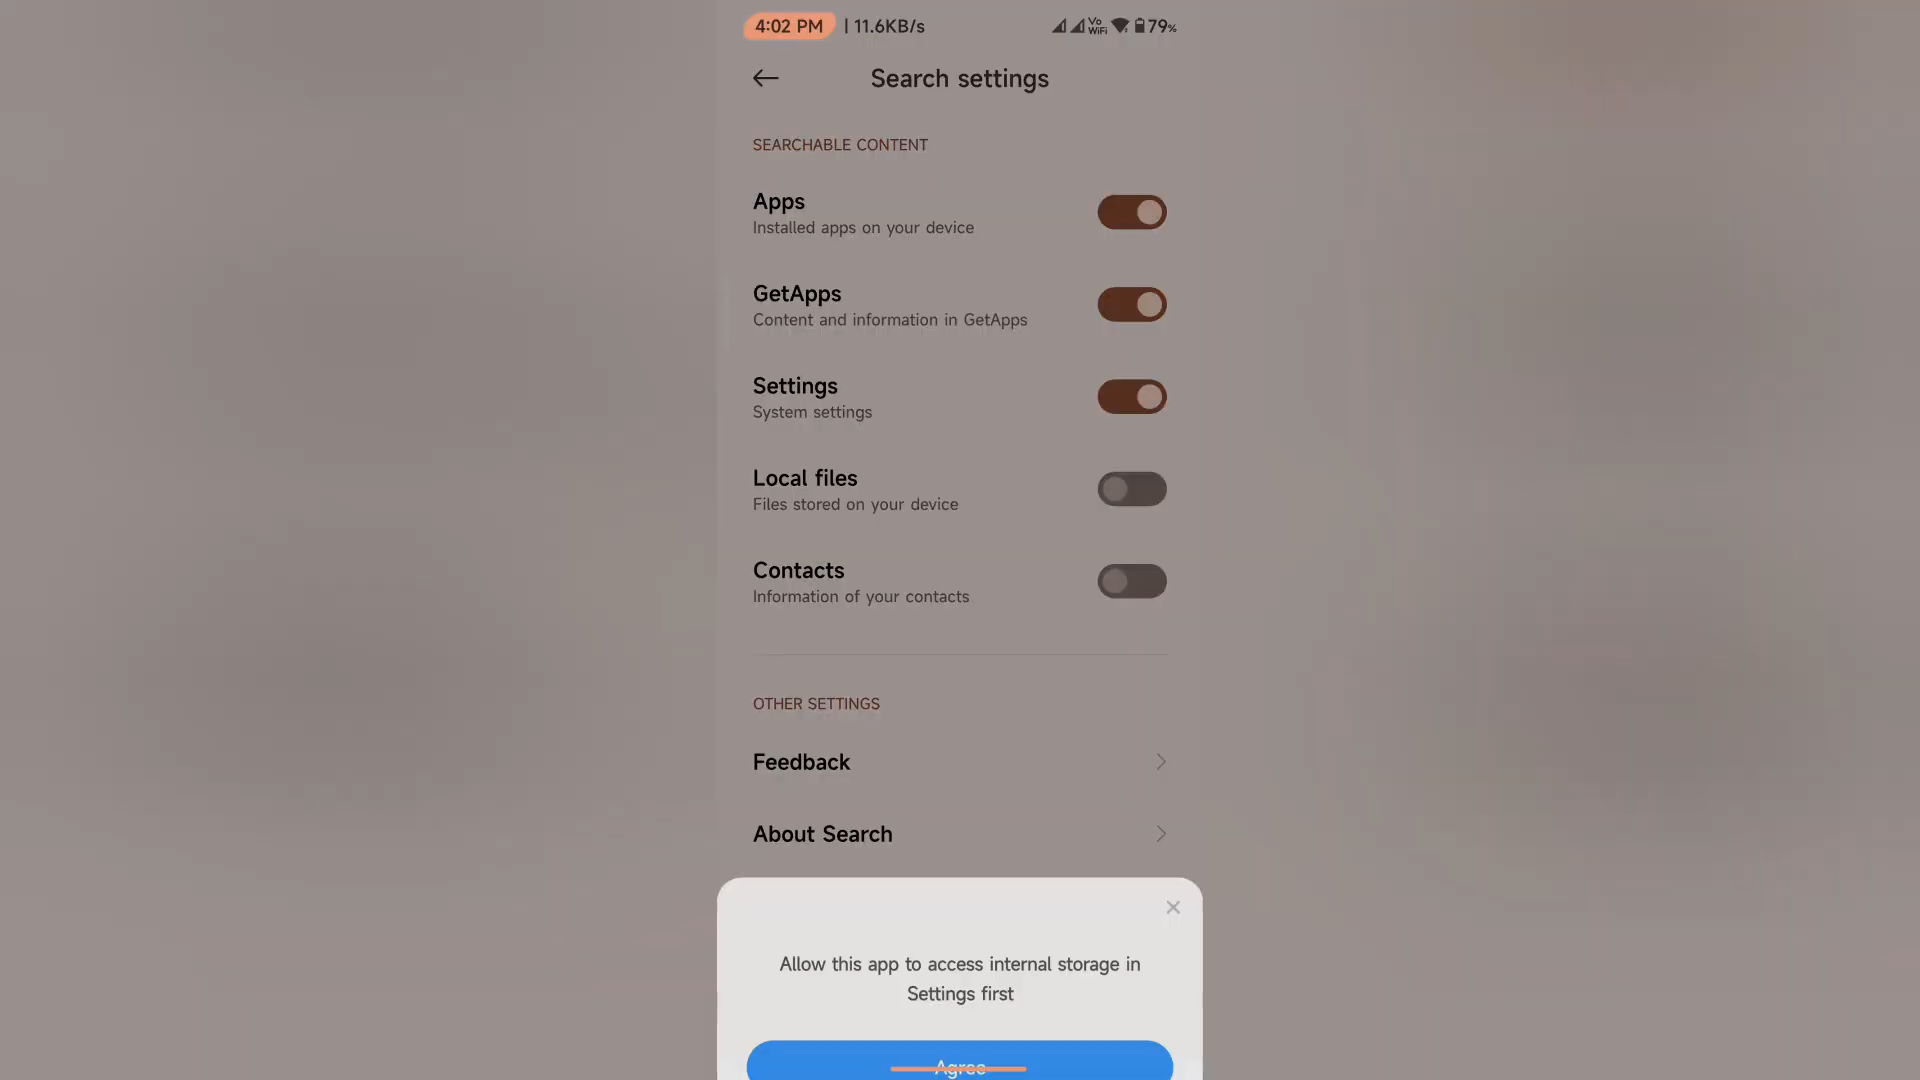 4:02 PM | 11.6KB/s Vo WiFi 79%
Search settings
SEARCHABLE CONTENT
Apps
Installed apps on your device
GetApps
Content and information in GetApps
Settings
System settings
Local files
Files stored on your device
Contacts
Information of your contacts
OTHER SETTINGS
Feedback
About Search
Allow this app to access internal storage in
Settings first
Agree